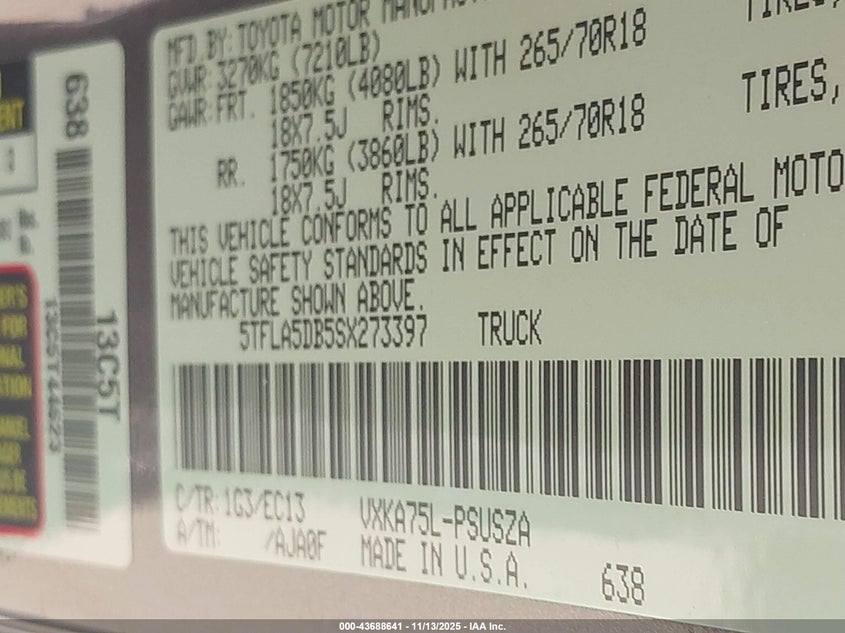 MFD. BY: TOYOTA MOTOR
GVWR: 3270KG (7210LB)
GAWR: FRT. 1850KG (4080LB) WITH 265/70R18 TIRES,
18X7.5J RIMS.
RR. 1750KG (3860LB) WITH 265/70R18 TIRES,
18X7.5J RIMS.
THIS VEHICLE CONFORMS TO ALL APPLICABLE FEDERAL MOTO
VEHICLE SAFETY STANDARDS IN EFFECT ON THE DATE OF
MANUFACTURE SHOWN ABOVE.
5TFLA5DB5SX273397 TRUCK
C/TR: 1G3/EC13 VXKA75L-PSUSZA
A/TM: /AJA0F MADE IN U.S.A.
638
638
13C5T
13C5T44523
000-43688641 - 11/13/2025 - IAA Inc.